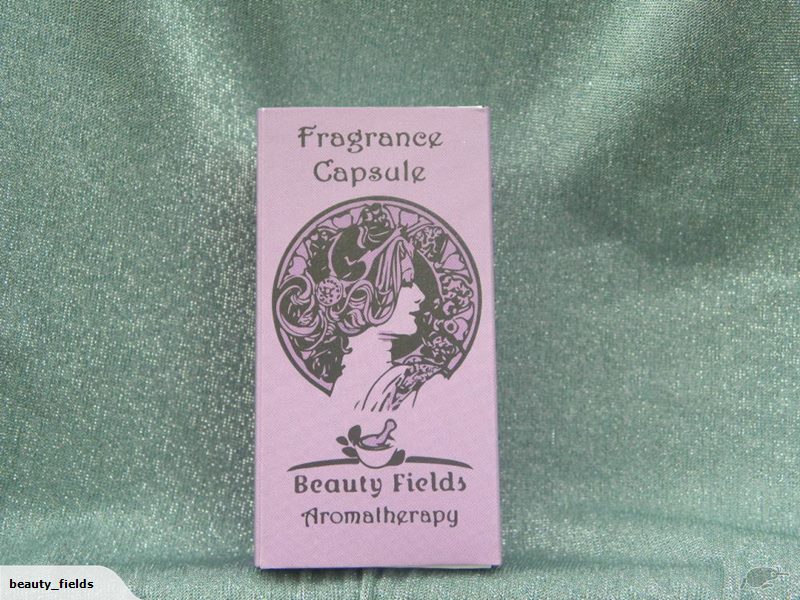 Fragrance
Capsule
Beauty Fields
Aromatherapy
beauty_fields